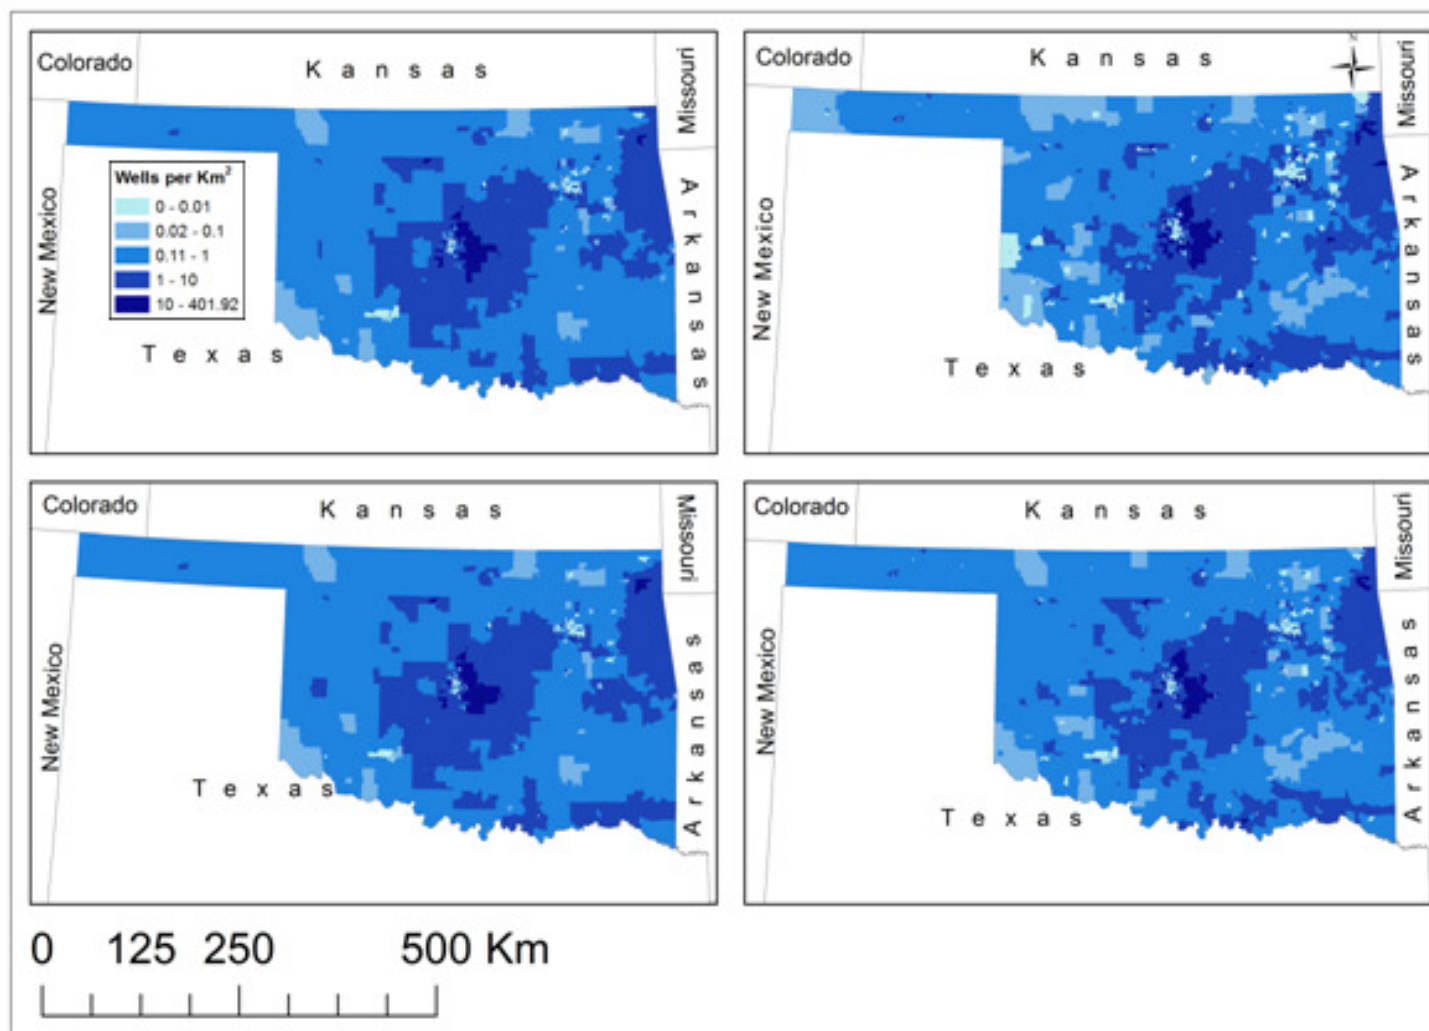 Colorado
K a n s a s
Missouri
New Mexico
Wells per Km2
0 - 0.01
0.02 - 0.1
0.11 - 1
1 - 10
10 - 401.92
T e x a s
A r k a n s a s
Colorado
K a n s a s
Missouri
New Mexico
T e x a s
A r k a n s a s
Colorado
K a n s a s
Missouri
New Mexico
T e x a s
A r k a n s a s
Colorado
K a n s a s
Missouri
New Mexico
T e x a s
A r k a n s a s
0 125 250 500 Km